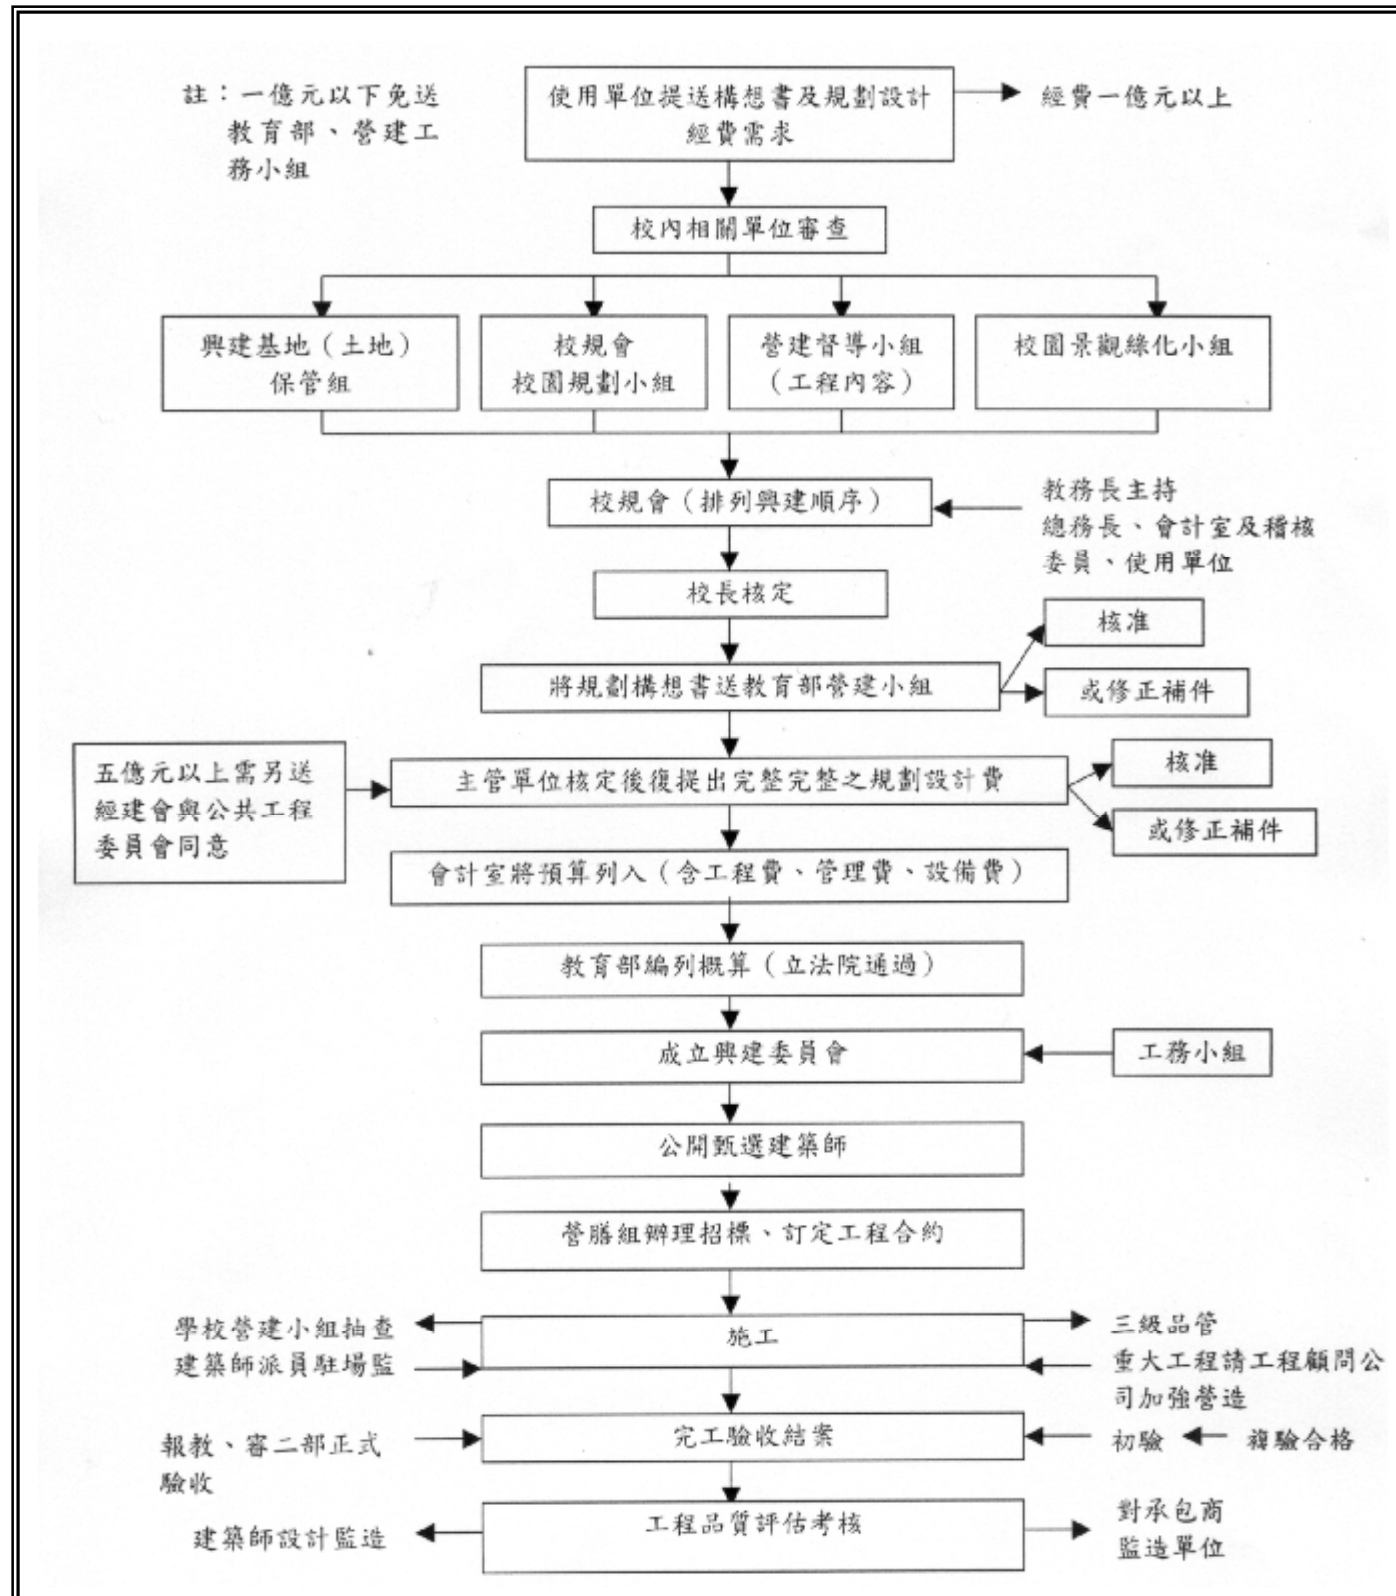 註：一億元以下免送
教育部、營建工
務小組
使用單位提送構想書及規劃設計
經費需求
經費一億元以上
校內相關單位審查
興建基地（土地）
保管組
校規會
校園規劃小組
營建督導小組
（工程內容）
校園景觀綠化小組
校規會（排列興建順序）
教務長主持
總務長、會計室及稽核
委員、使用單位
校長核定
核准
將規劃構想書送教育部營建小組
或修正補件
五億元以上需另送
經建會與公共工程
委員會同意
主管單位核定後復提出完整完整之規劃設計費
核准
或修正補件
會計室將預算列入（含工程費、管理費、設備費）
教育部編列概算（立法院通過）
成立興建委員會
工務小組
公開甄選建築師
營膳組辦理招標、訂定工程合約
學校營建小組抽查
建築師派員駐場監
施工
三級品管
重大工程請工程顧問公
司加強營造
報教、審二部正式
驗收
完工驗收結案
初驗
複驗合格
建築師設計監造
工程品質評估考核
對承包商
監造單位